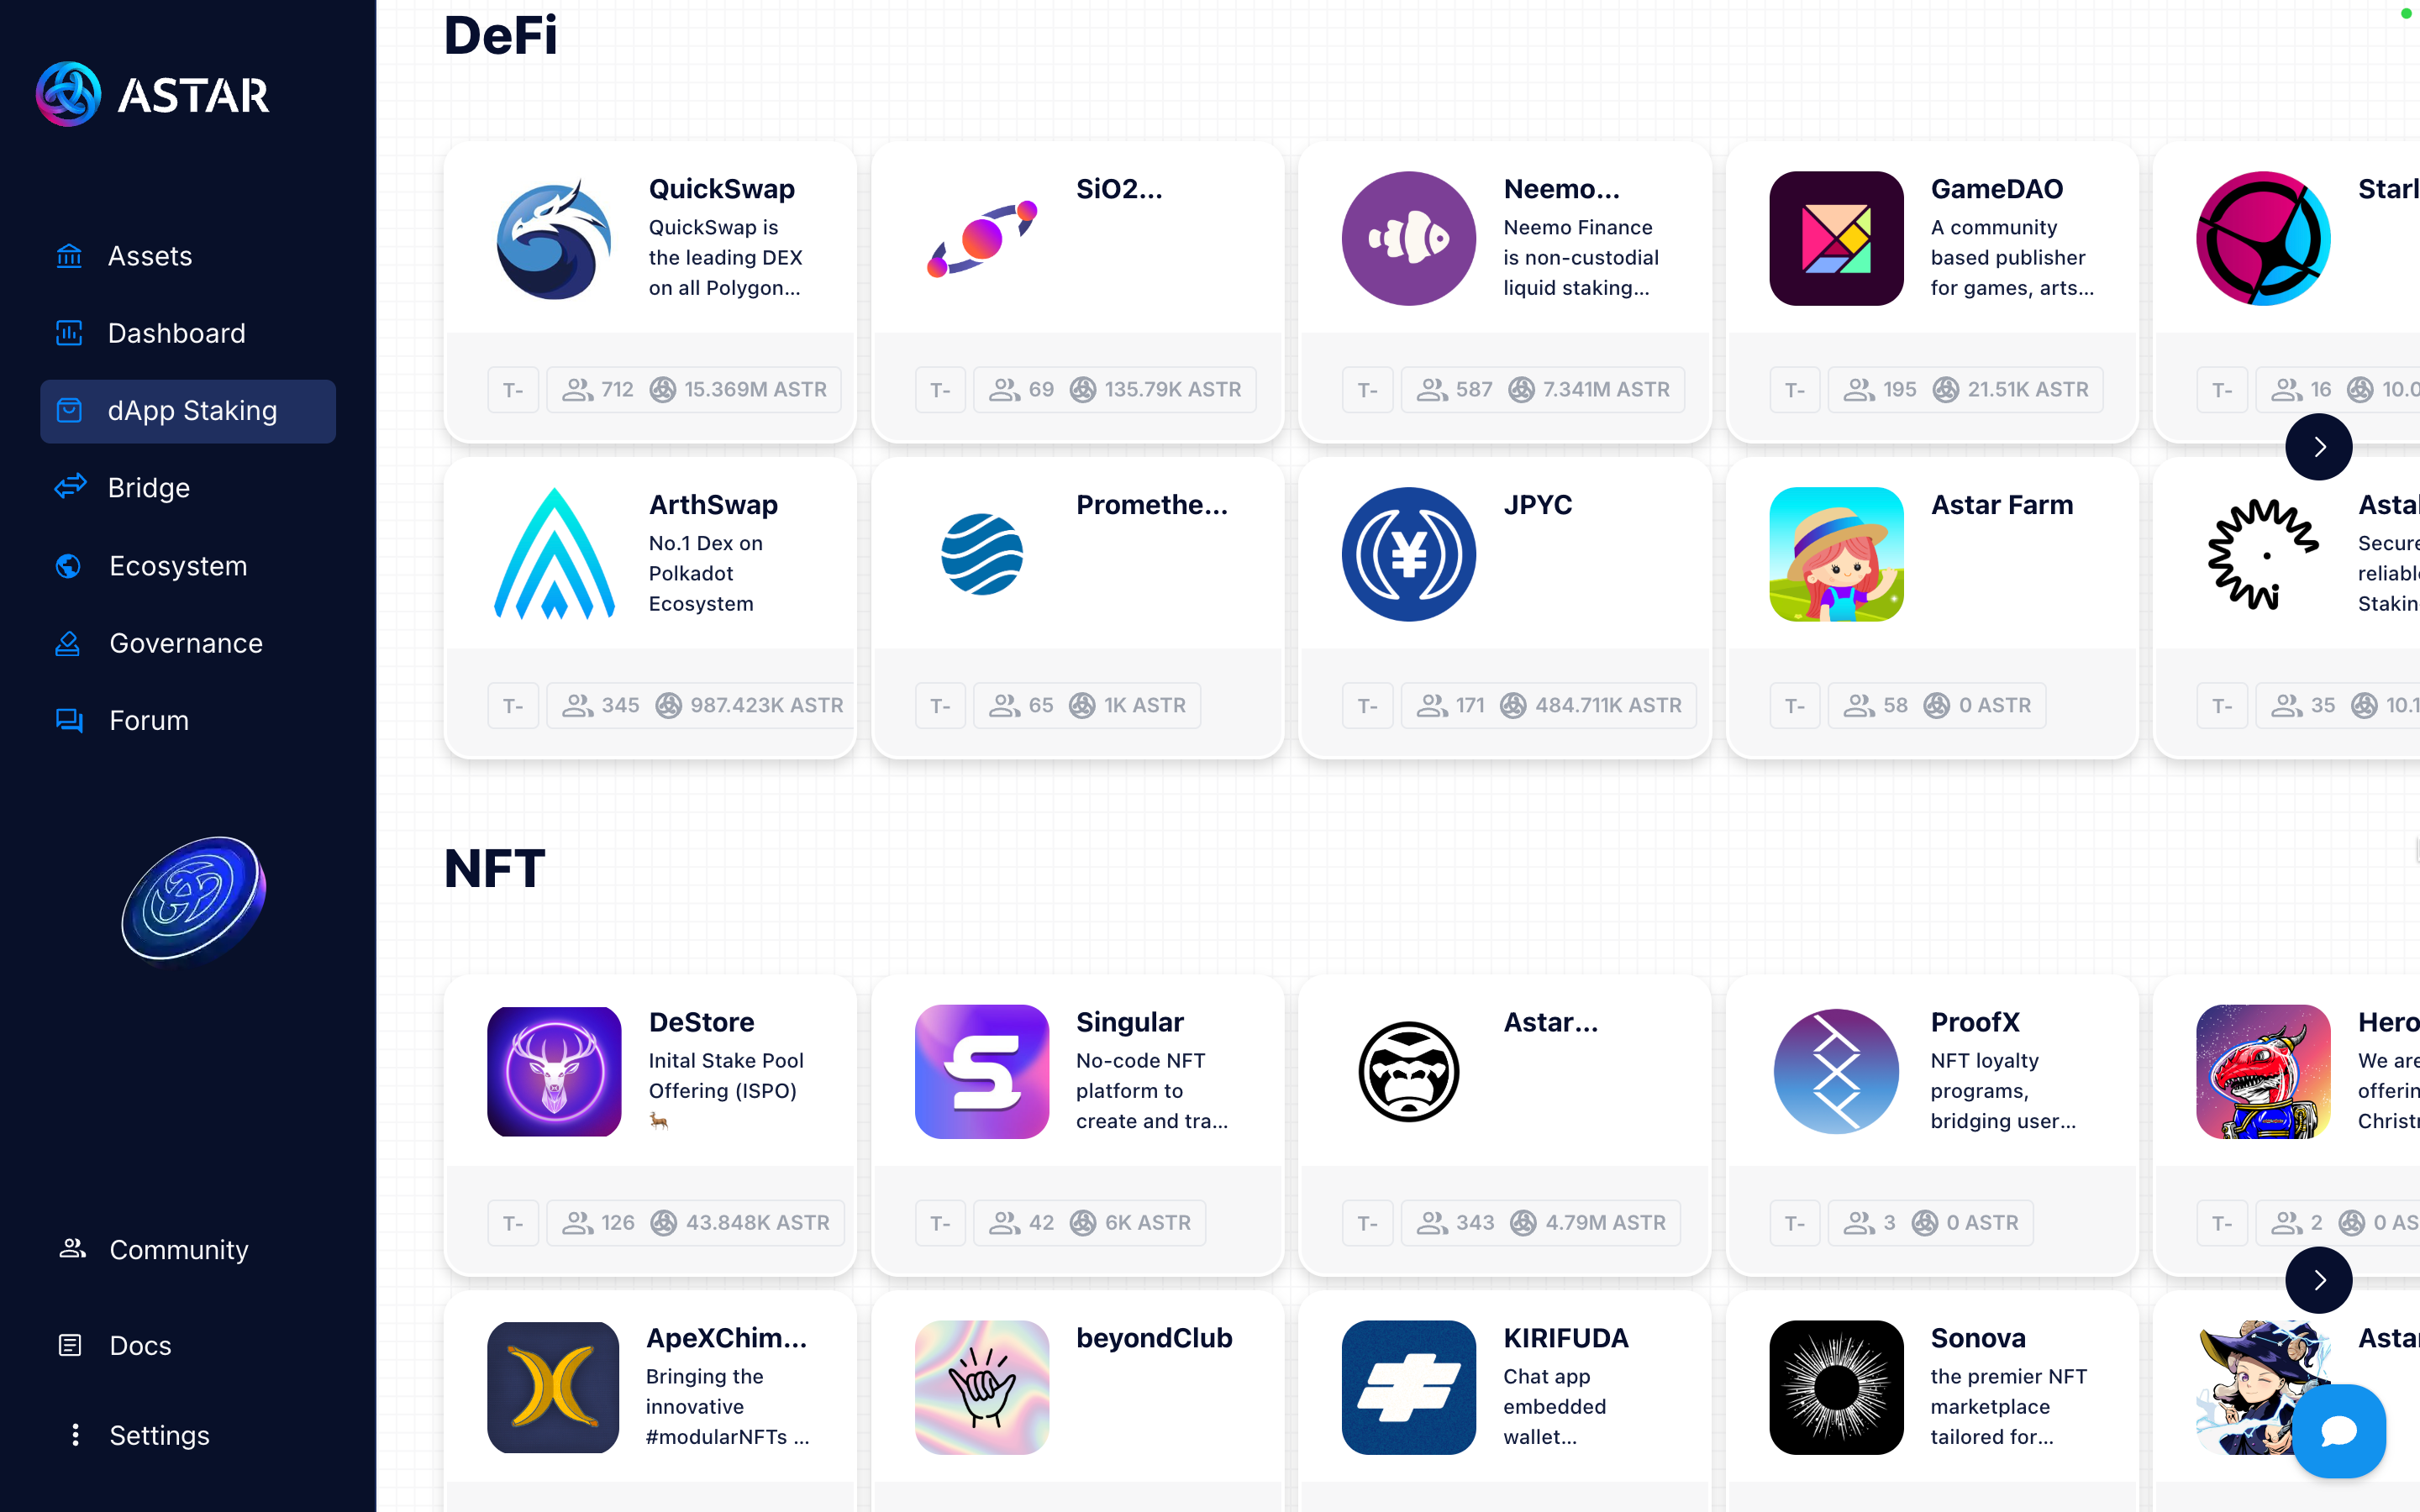 ASTAR
Assets
Dashboard
dApp Staking
Bridge
Ecosystem
Governance
Forum
Community
Docs
Settings
DeFi
QuickSwap
QuickSwap is
the leading DEX
on all Polygon...
T-
712
15.369M ASTR
SiO2...
T-
69
135.79K ASTR
Neemo...
Neemo Finance
is non-custodial
liquid staking...
T-
587
7.341M ASTR
GameDAO
A community
based publisher
for games, arts...
T-
195
21.51K ASTR
Starl
T-
16
10.0
ArthSwap
No.1 Dex on
Polkadot
Ecosystem
T-
345
987.423K ASTR
Promethe...
T-
65
1K ASTR
JPYC
T-
171
484.711K ASTR
Astar Farm
T-
58
0 ASTR
Secure
Stakin
T-
35
10.1
NFT
DeStore
Inital Stake Pool
Offering (ISPO)
🦌
T-
126
43.848K ASTR
Singular
No-code NFT
platform to
create and tra...
T-
42
6K ASTR
Astar...
T-
343
4.79M ASTR
ProofX
NFT loyalty
programs,
bridging user...
T-
3
0 ASTR
Hero
We are
offerin
Christ
T-
2
0 AS
ApeXChim...
Bringing the
innovative
#modularNFTs ...
beyondClub
KIRIFUDA
Chat app
embedded
wallet...
Sonova
the premier NFT
marketplace
tailored for...
Astar